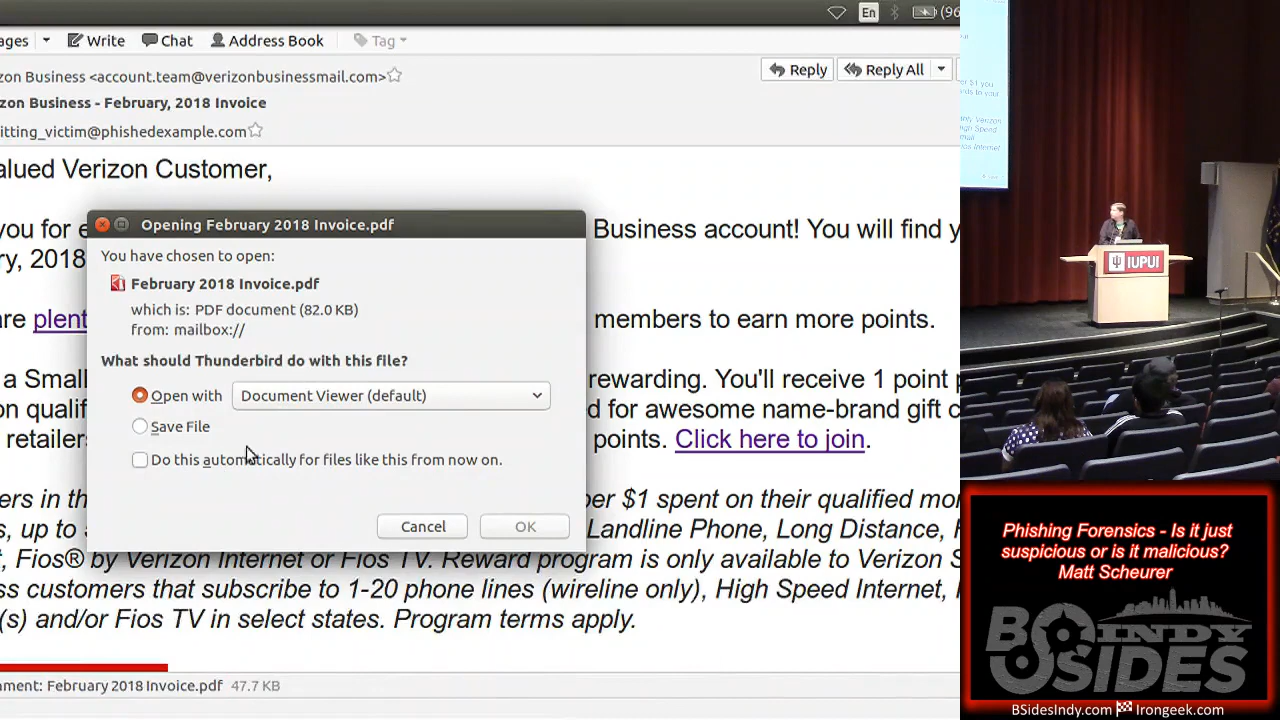 En
(96
ages
Write
Chat
Address Book
Tag
zon Business <account.team@verizonbusinessmail.com>
Reply
Reply All
zon Business - February, 2018 Invoice
itting_victim@phishedexample.com
alued Verizon Customer,
Opening February 2018 Invoice.pdf
you for e
Business account! You will find y
ry, 2018
You have chosen to open:
February 2018 Invoice.pdf
which is: PDF document (82.0 KB)
from: mailbox://
are plent
members to earn more points.
What should Thunderbird do with this file?
a Small
rewarding. You'll receive 1 point p
Open with
Document Viewer (default)
on qualif
d for awesome name-brand gift c
Save File
r retailers
points. Click here to join.
Do this automatically for files like this from now on.
ers in th
per $1 spent on their qualified mor
Cancel
OK
s, up to
Landline Phone, Long Distance, H
t, Fios® by Verizon Internet or Fios TV. Reward program is only available to Verizon S
ss customers that subscribe to 1-20 phone lines (wireline only), High Speed Internet,
(s) and/or Fios TV in select states. Program terms apply.
ment: February 2018 Invoice.pdf 47.7 KB
IUPUI
Phishing Forensics - Is it just
suspicious or is it malicious?
Matt Scheurer
BSIDES
INDY
BSidesIndy.com
Irongeek.com